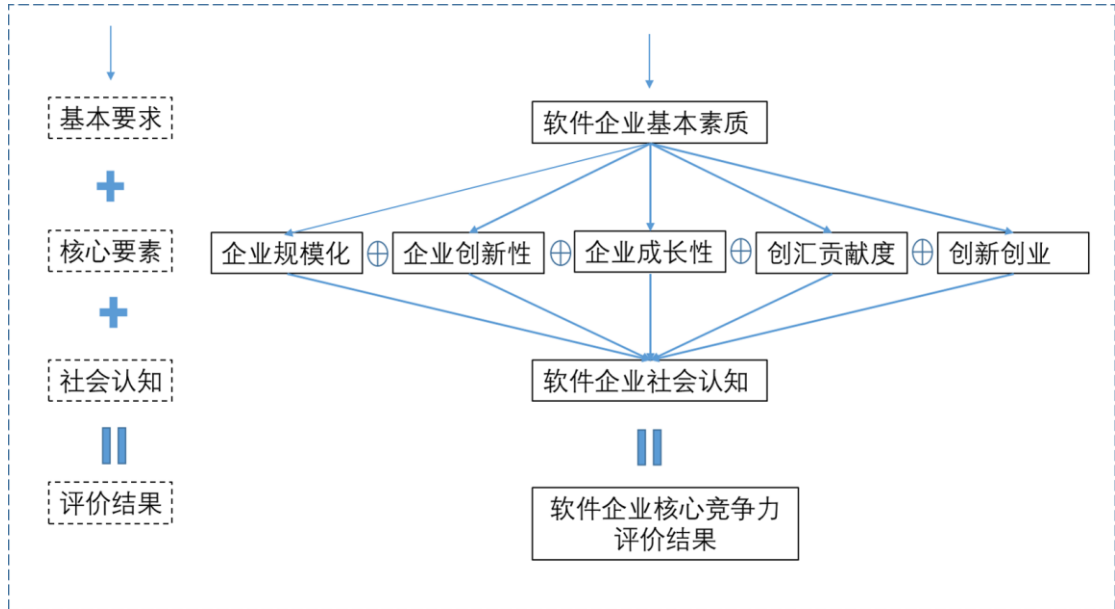 基本要求
软件企业基本素质
核心要素
企业规模化
企业创新性
企业成长性
创汇贡献度
创新创业
社会认知
软件企业社会认知
评价结果
软件企业核心竞争力
评价结果